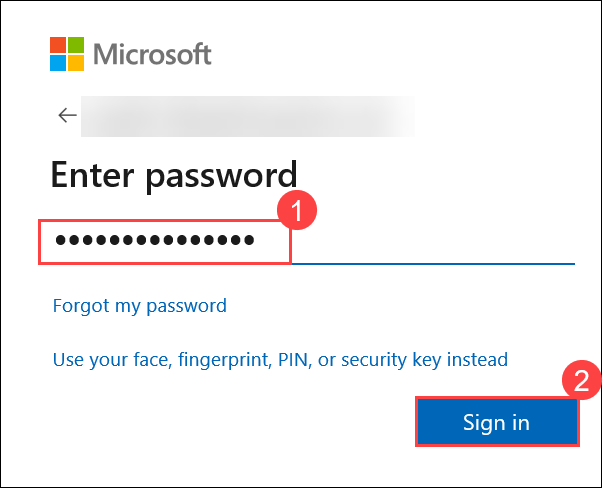 Microsoft
←
Enter password
1
•••••••••••••••
Forgot my password
Use your face, fingerprint, PIN, or security key instead
2
Sign in